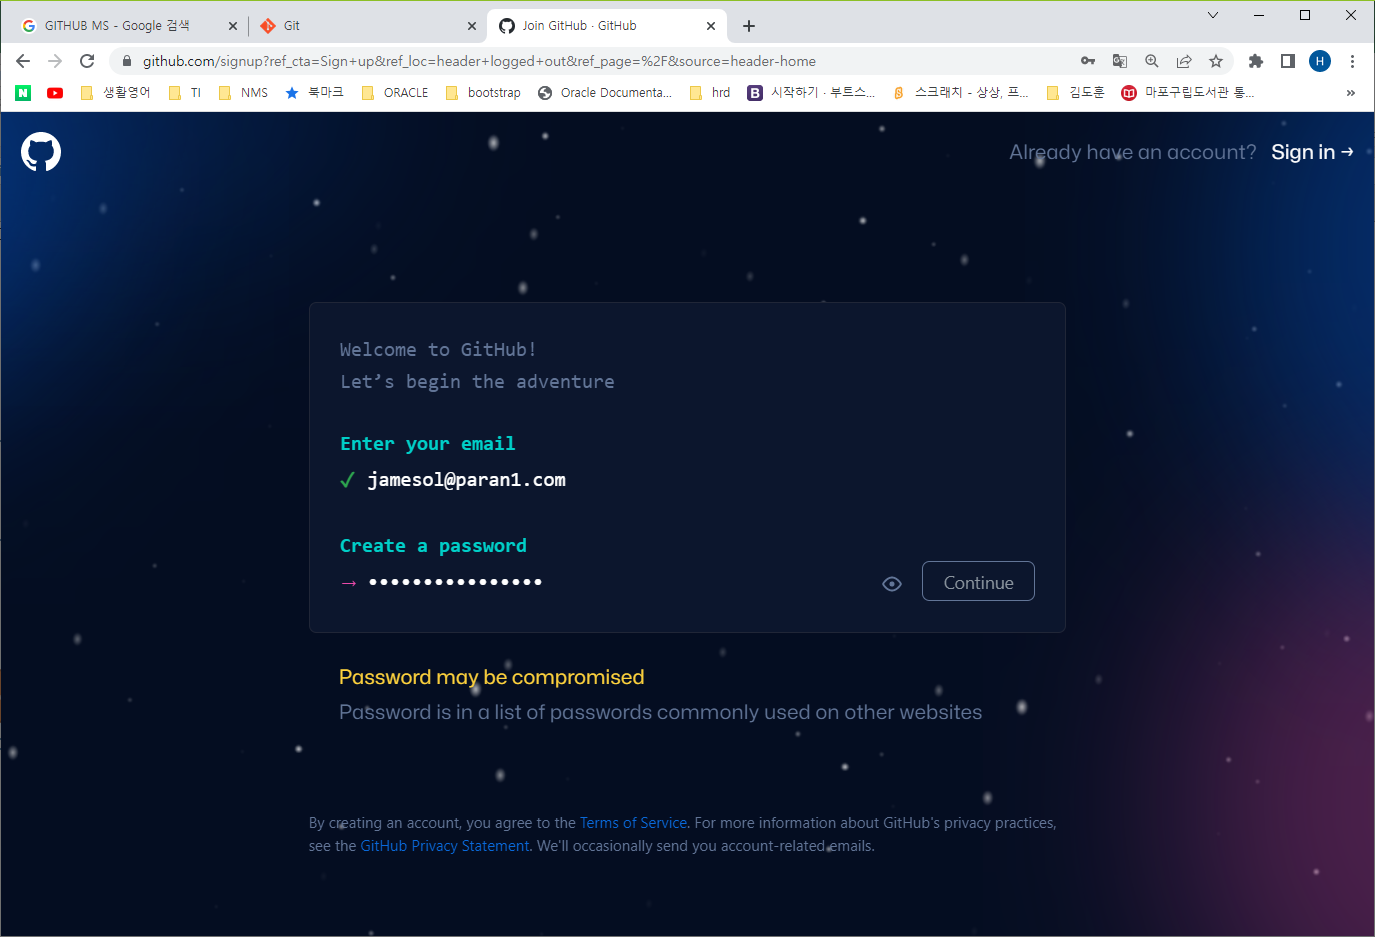 GITHUB MS - Google 검색
Git
Join GitHub · GitHub
github.com/signup?ref_cta=Sign+up&ref_loc=header+logged+out&ref_page=%2F&source=header-home
H
N 생활영어 TI NMS 북마크 ORACLE bootstrap Oracle Documenta... hrd B 시작하기 · 부트스... 스크래치 - 상상, 프... 김도훈 마포구립도서관 통... »
Already have an account? Sign in →
Welcome to GitHub!
Let’s begin the adventure
Enter your email
✓ jamesol@paran1.com
Create a password
→ ••••••••••••••••
Continue
Password may be compromised
Password is in a list of passwords commonly used on other websites
By creating an account, you agree to the Terms of Service. For more information about GitHub's privacy practices,
see the GitHub Privacy Statement. We'll occasionally send you account-related emails.